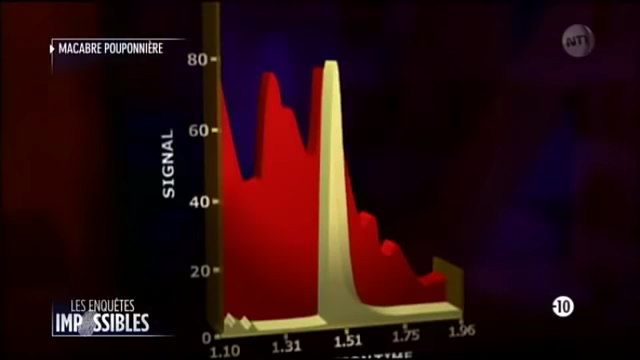 MACABRE POUPONNIÈRE
NT1
80
SIGNAL
60
40
20
0
1.10 1.31 1.51 1.75 1.96
LES ENQUÊTES
IMPOSSIBLES
-10